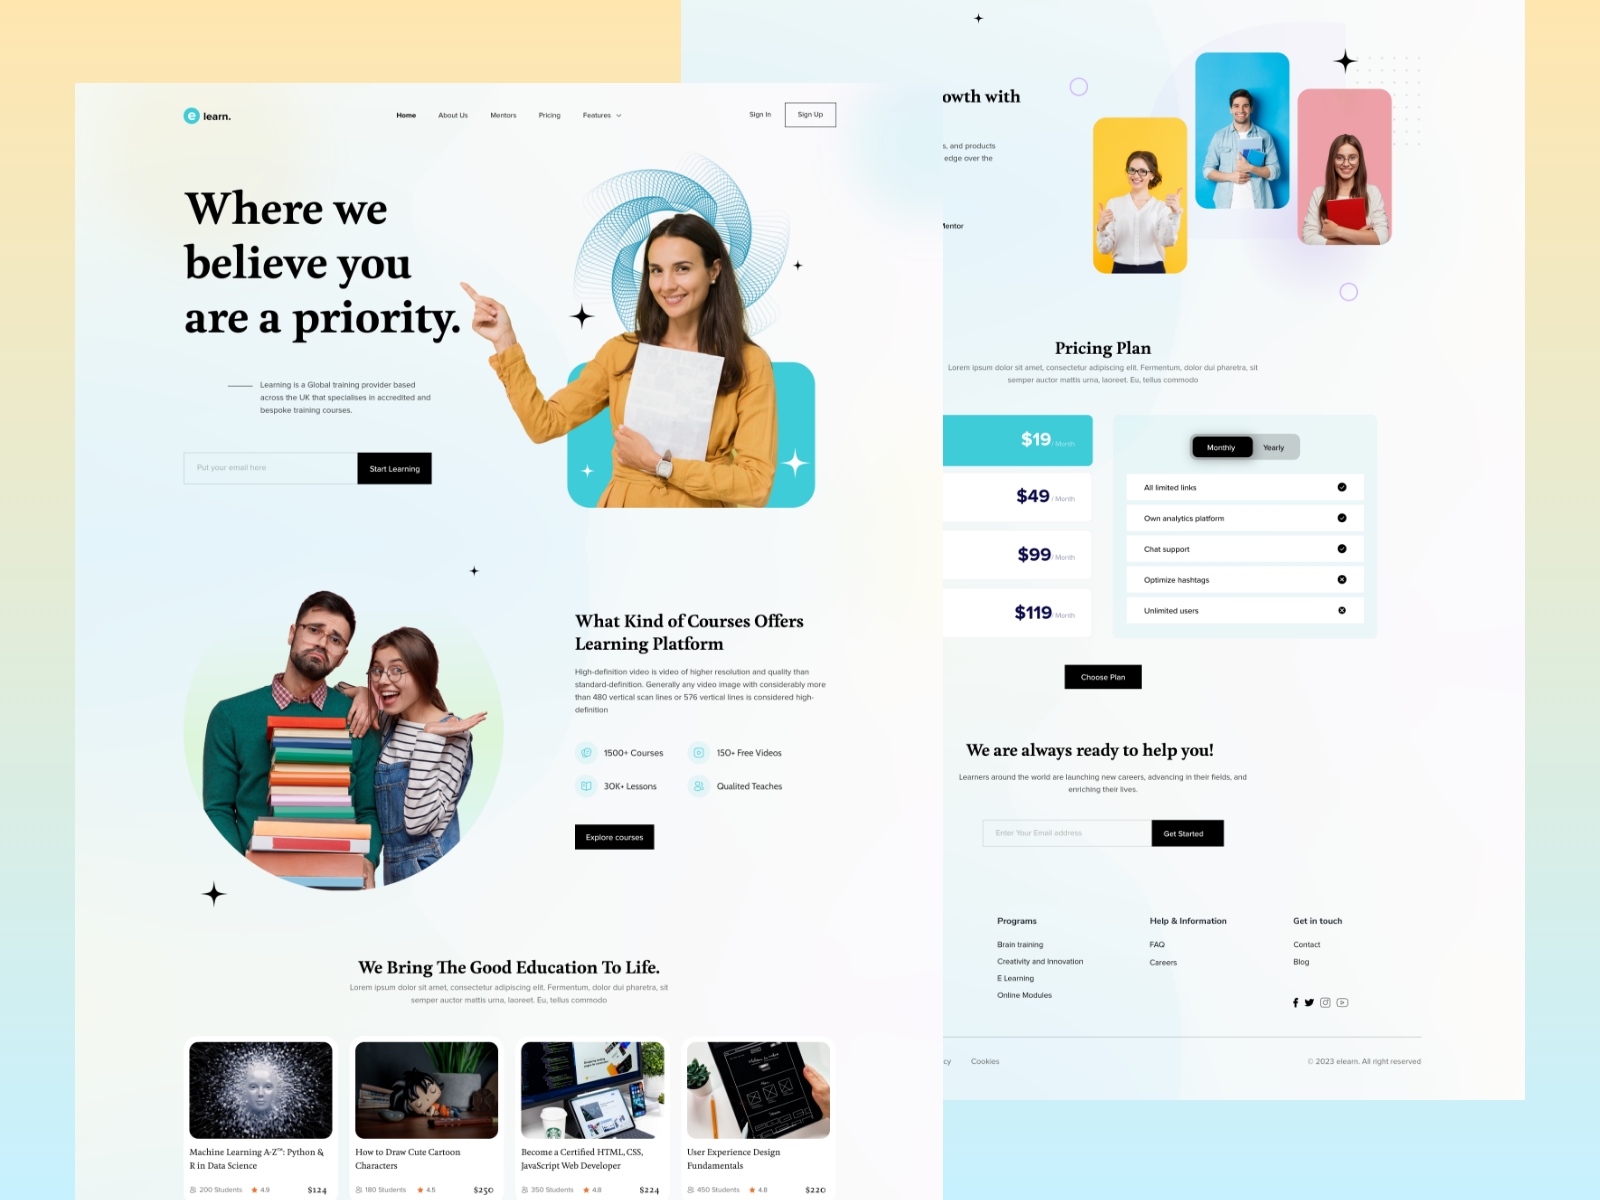 e learn.
Home
About Us
Mentors
Pricing
Features
Sign In
Sign Up
Where we
believe you
are a priority.
Learning is a Global training provider based
across the UK that specialises in accredited and
bespoke training courses.
Put your email here
Start Learning
What Kind of Courses Offers
Learning Platform
High-definition video is video of higher resolution and quality than
standard-definition. Generally any video image with considerably more
than 480 vertical scan lines or 576 vertical lines is considered high-
definition
1500+ Courses
150+ Free Videos
30K+ Lessons
Qualited Teaches
Explore courses
We Bring The Good Education To Life.
Lorem ipsum dolor sit amet, consectetur adipiscing elit. Fermentum, dolor dui pharetra, sit
semper auctor mattis urna, laoreet. Eu, tellus commodo
Machine Learning A-Z™: Python &
R in Data Science
200 Students
4.9
$124
How to Draw Cute Cartoon
Characters
180 Students
4.5
$250
Become a Certified HTML, CSS,
JavaScript Web Developer
350 Students
4.8
$224
User Experience Design
Fundamentals
450 Students
4.8
$220
owth with
s, and products
edge over the
Mentor
Pricing Plan
Lorem ipsum dolor sit amet, consectetur adipiscing elit. Fermentum, dolor dui pharetra, sit
semper auctor mattis urna, laoreet. Eu, tellus commodo
$19 / Month
$49 / Month
$99 / Month
$119 / Month
Monthly
Yearly
All limited links
Own analytics platform
Chat support
Optimize hashtags
Unlimited users
Choose Plan
We are always ready to help you!
Learners around the world are launching new careers, advancing in their fields, and
enriching their lives.
Enter Your Email address
Get Started
Programs
Brain training
Creativity and Innovation
E Learning
Online Modules
Help & Information
FAQ
Careers
Get in touch
Contact
Blog
cy
Cookies
© 2023 elearn. All right reserved